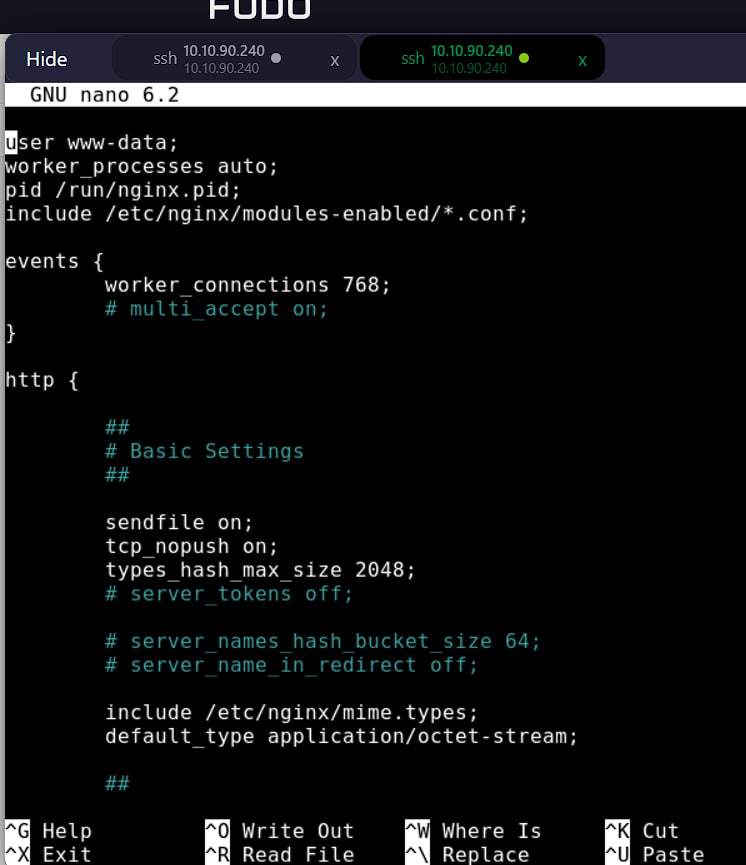 FUDO
Hide
ssh 10.10.90.240 x
10.10.90.240
ssh 10.10.90.240 x
10.10.90.240
GNU nano 6.2
user www-data;
worker_processes auto;
pid /run/nginx.pid;
include /etc/nginx/modules-enabled/*.conf;
events {
worker_connections 768;
# multi_accept on;
}
http {
##
# Basic Settings
##
sendfile on;
tcp_nopush on;
types_hash_max_size 2048;
# server_tokens off;
# server_names_hash_bucket_size 64;
# server_name_in_redirect off;
include /etc/nginx/mime.types;
default_type application/octet-stream;
##
^G Help ^O Write Out ^W Where Is ^K Cut
^X Exit ^R Read File ^\ Replace ^U Paste